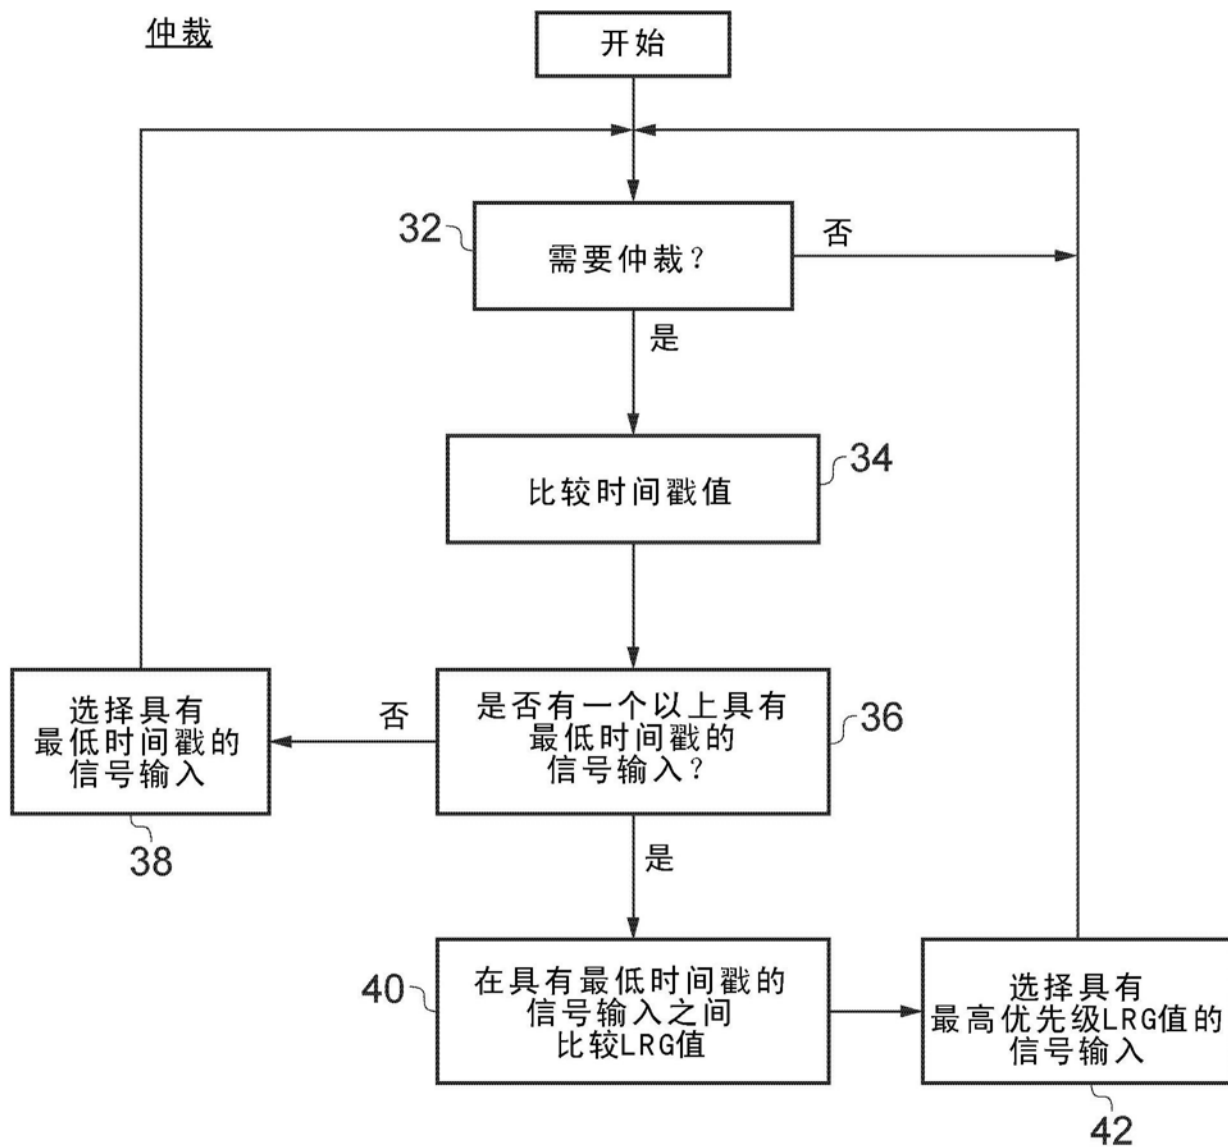 仲裁
开始
32
需要仲裁？
否
是
34
比较时间戳值
选择具有
最低时间戳的
信号输入
38
否
是否有一个以上具有
最低时间戳的
信号输入？
36
是
40
在具有最低时间戳的
信号输入之间
比较LRG值
选择具有
最高优先级LRG值的
信号输入
42